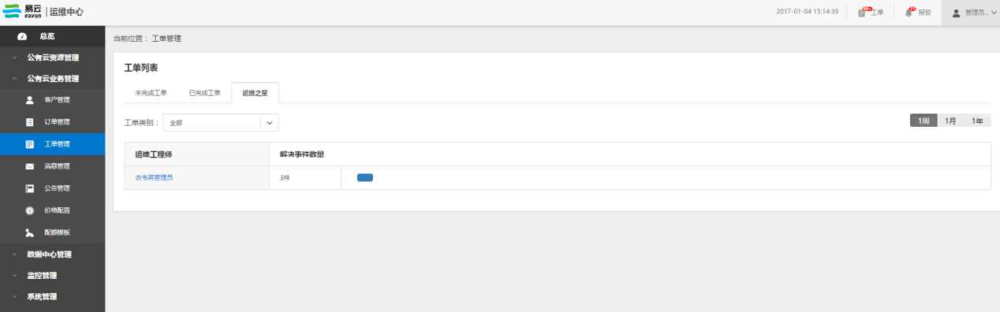 易云
eayun
运维中心
2017-01-04 15:14:39
99+
工单
21
报警
管理员...
总览
公有云资源管理
公有云业务管理
客户管理
订单管理
工单管理
消息管理
公告管理
价格配置
配额模板
数据中心管理
监控管理
系统管理
当前位置： 工单管理
工单列表
未完成工单 已完成工单 运维之星
工单类别： 全部
1周 1月 1年
运维工程师 解决事件数量
衣书英管理员 3件